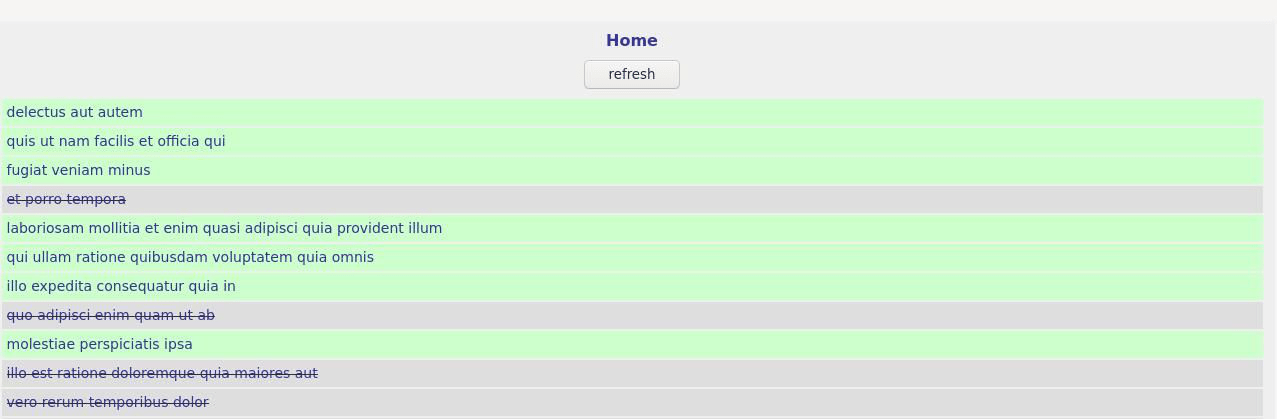 Home
refresh
delectus aut autem
quis ut nam facilis et officia qui
fugiat veniam minus
et porro tempora
laboriosam mollitia et enim quasi adipisci quia provident illum
qui ullam ratione quibusdam voluptatem quia omnis
illo expedita consequatur quia in
quo adipisci enim quam ut ab
molestiae perspiciatis ipsa
illo est ratione doloremque quia maiores aut
vero rerum temporibus dolor